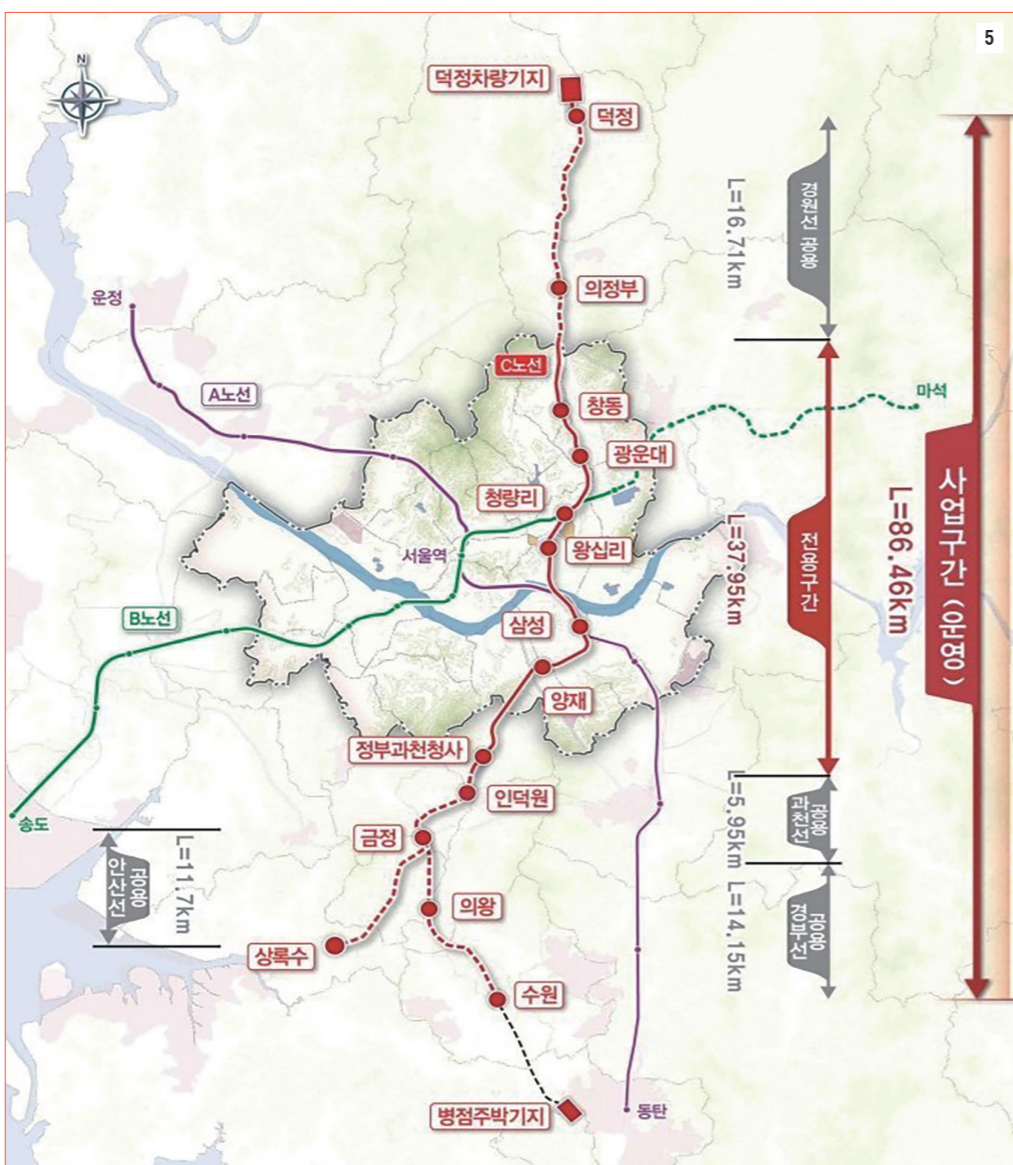 5
N
덕정차량기지
덕정
의정부
C노선
창동
광운대
청량리
왕십리
삼성
양재
정부과천청사
인덕원
금정
의왕
상록수
수원
병점주박기지
운정
A노선
서울역
B노선
송도
마석
동탄
경원선 공용
L=16.71km
전용구간
L=37.95km
과천선
공용
L=5.95km
경부선
공용
L=14.15km
안산선
공용
L=11.7km
사업구간(운영)
L=86.46km